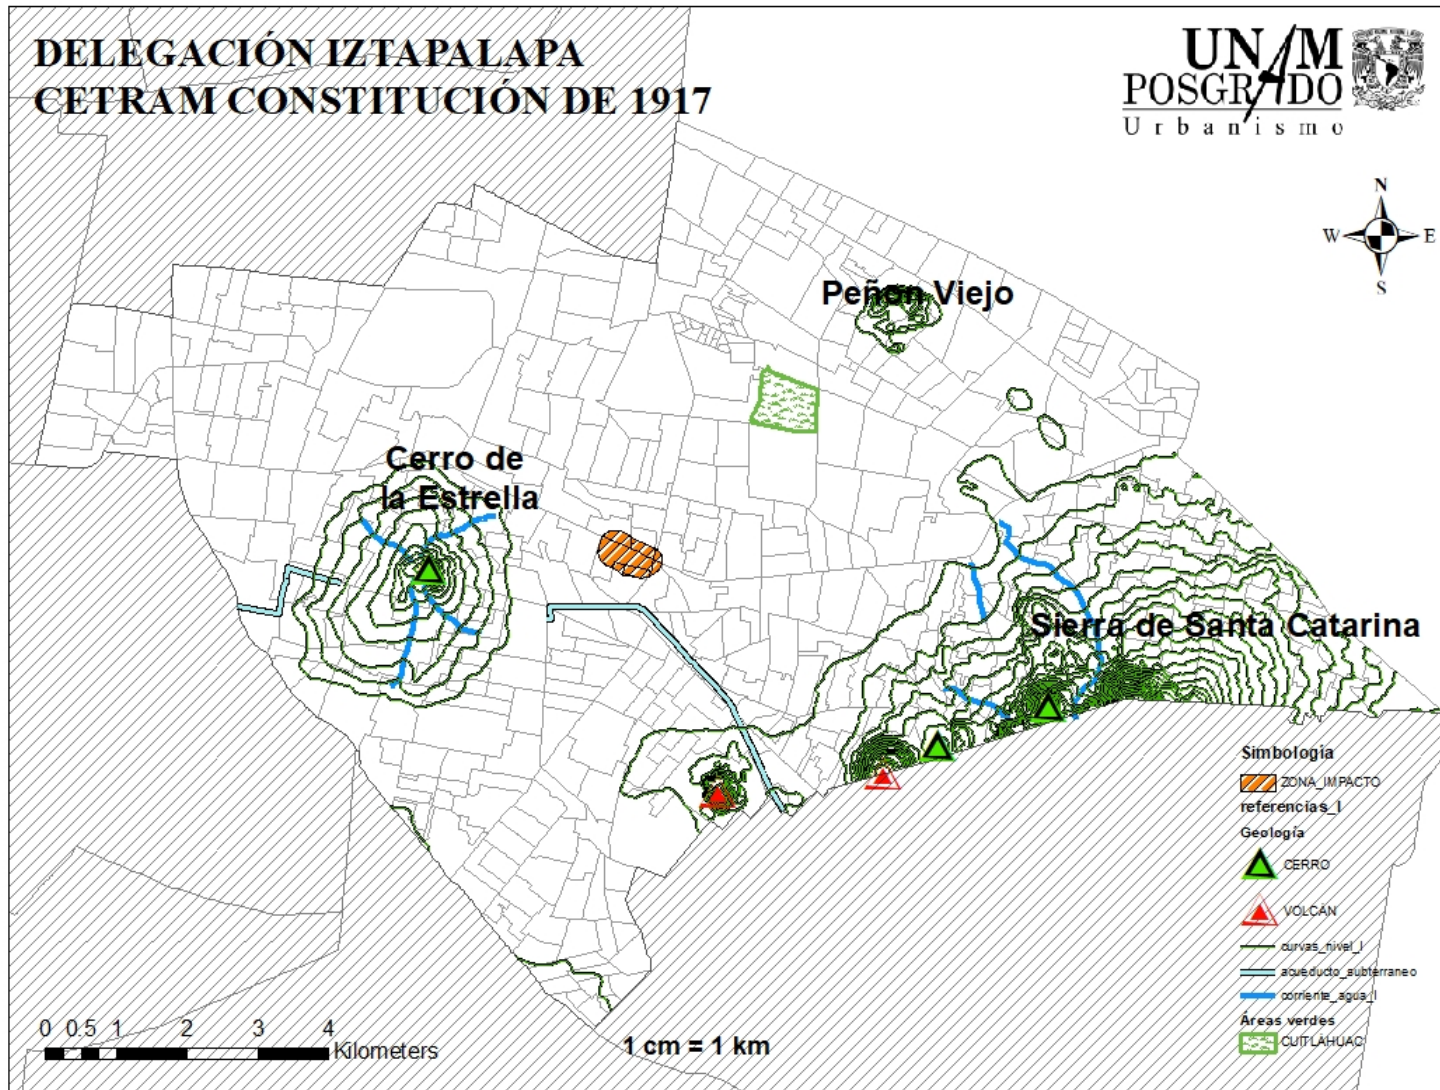 DELEGACIÓN IZTAPALAPA
CETRAM CONSTITUCIÓN DE 1917
UNAM
POSGRADO
Urbanismo
N
W
E
S
Peñon Viejo
Cerro de
la Estrella
Sierra de Santa Catarina
Simbología
ZONA_IMPACTO
referencias_l
Geología
CERRO
VOLCÁN
curvas_nivel_l
acueducto_subterraneo
corriente_agua_l
Áreas verdes
CUITLAHUAC
0 0.5 1 2 3 4
Kilometers
1 cm = 1 km